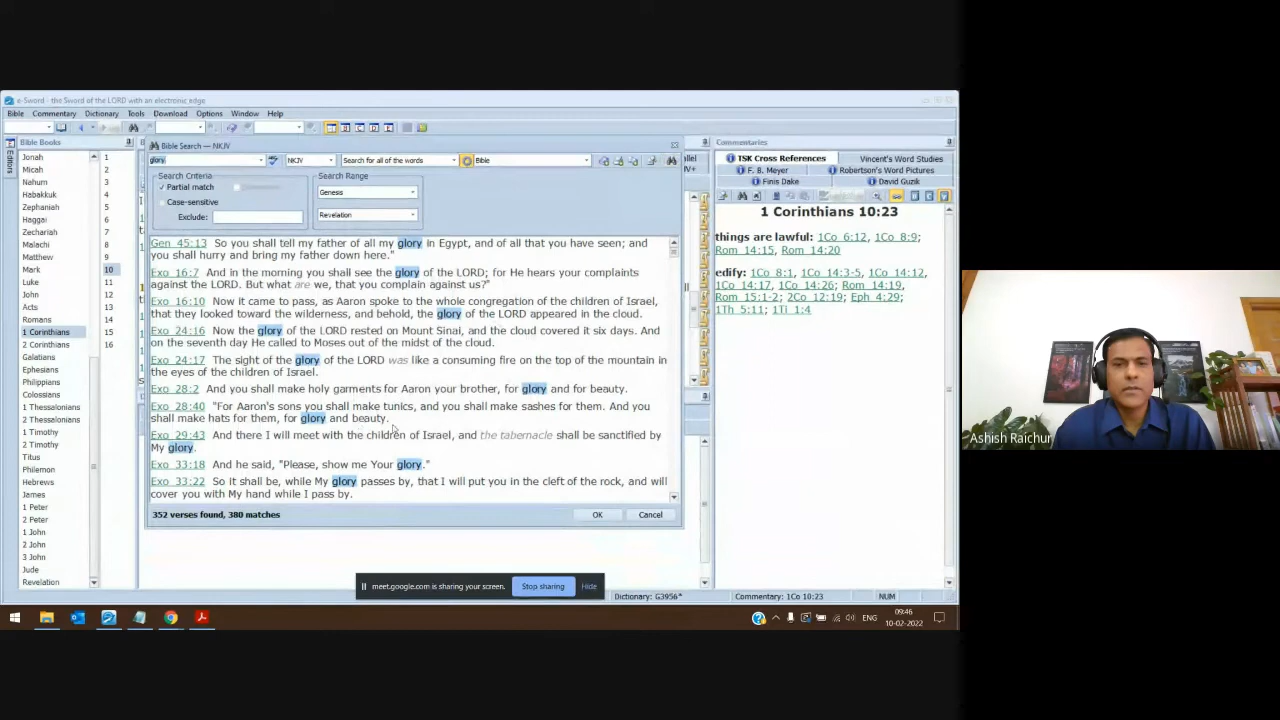 e-Sword - the Sword of the LORD with an electronic edge
Bible Commentary Dictionary Tools Download Options Window Help
Bible Books
Editors
Jonah 1
Micah 2
Nahum 3
Habakkuk 4
Zephaniah 5
Haggai 6
Zechariah 7
Malachi 8
Matthew 9
Mark 10
Luke 11
John 12
Acts 13
Romans 14
1 Corinthians 15
2 Corinthians 16
Galatians
Ephesians
Philippians
Colossians
1 Thessalonians
2 Thessalonians
1 Timothy
2 Timothy
Titus
Philemon
Hebrews
James
1 Peter
2 Peter
1 John
2 John
3 John
Jude
Revelation
Bible Search — NKJV
glory NKJV Search for all of the words Bible
Search Criteria
Partial match
Case-sensitive
Exclude:
Search Range
Genesis
Revelation
Gen 45:13 So you shall tell my father of all my glory in Egypt, and of all that you have seen; and
you shall hurry and bring my father down here."
Exo 16:7 And in the morning you shall see the glory of the LORD; for He hears your complaints
against the LORD. But what are we, that you complain against us?"
Exo 16:10 Now it came to pass, as Aaron spoke to the whole congregation of the children of Israel,
that they looked toward the wilderness, and behold, the glory of the LORD appeared in the cloud.
Exo 24:16 Now the glory of the LORD rested on Mount Sinai, and the cloud covered it six days. And
on the seventh day He called to Moses out of the midst of the cloud.
Exo 24:17 The sight of the glory of the LORD was like a consuming fire on the top of the mountain in
the eyes of the children of Israel.
Exo 28:2 And you shall make holy garments for Aaron your brother, for glory and for beauty.
Exo 28:40 "For Aaron's sons you shall make tunics, and you shall make sashes for them. And you
shall make hats for them, for glory and beauty.
Exo 29:43 And there I will meet with the children of Israel, and the tabernacle shall be sanctified by
My glory.
Exo 33:18 And he said, "Please, show me Your glory."
Exo 33:22 So it shall be, while My glory passes by, that I will put you in the cleft of the rock, and will
cover you with My hand while I pass by.
352 verses found, 380 matches
OK Cancel
Commentaries
TSK Cross References Vincent's Word Studies
F. B. Meyer Robertson's Word Pictures
Finis Dake David Guzik
1 Corinthians 10:23
things are lawful: 1Co 6:12, 1Co 8:9;
Rom 14:15, Rom 14:20
edify: 1Co 8:1, 1Co 14:3-5, 1Co 14:12,
1Co 14:17, 1Co 14:26; Rom 14:19,
Rom 15:1-2; 2Co 12:19; Eph 4:29;
1Th 5:11; 1Ti 1:4
meet.google.com is sharing your screen. Stop sharing Hide
Dictionary: G3956* Commentary: 1Co 10:23 NUM
ENG
09:46
10-02-2022
Ashish Raichur